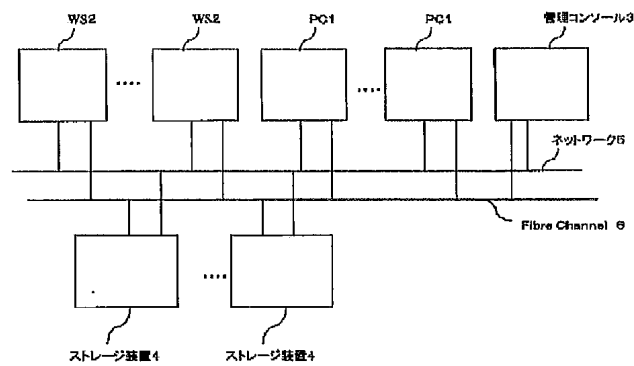 WS2
WS2
PC1
PC1
管理コンソール3
....
....
ネットワーク5
Fibre Channel 6
....
ストレージ装置4
ストレージ装置4